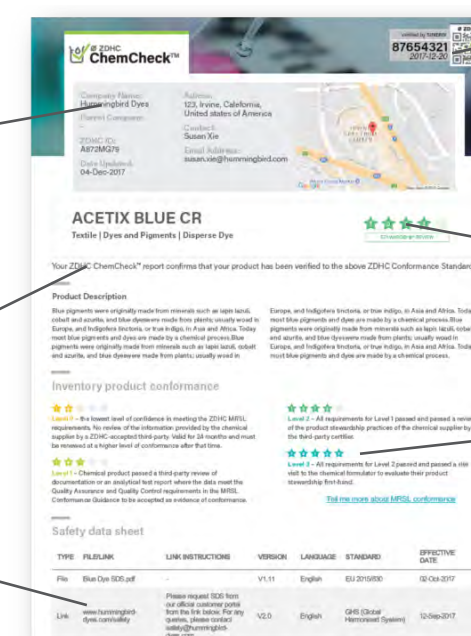 ZDHC
ChemCheck™
verified by TUNERIX
87654321
2017-12-20
Company Name:
Hummingbird Dyes
Parent Company:
-
ZDHC ID:
A872MG78
Date Updated:
04-Dec-2017
Address:
123, Irvine, Calefornia,
United states of America
Contact:
Susan Xie
Email Address:
susan.xie@hummingbird.com
ACETIX BLUE CR
Textile | Dyes and Pigments | Disperse Dye
Your ZDHC ChemCheck™ report confirms that your product has been verified to the above ZDHC Conformance Standard
Product Description
Blue pigments were originally made from minerals such as lapis lazuli,
cobalt and azurite, and blue dyeswere made from plants; usually woad in
Europe, and Indigofera tinctoria, or true indigo, in Asia and Africa. Today
most blue pigments and dyes are made by a chemical process.Blue
pigments were originally made from minerals such as lapis lazuli, cobalt
and azurite, and blue dyeswere made from plants; usually woad in
Europe, and Indigofera tinctoria, or true indigo, in Asia and Africa. Today
most blue pigments and dyes are made by a chemical process.Blue
pigments were originally made from minerals such as lapis lazuli, cobalt
and azurite, and blue dyeswere made from plants; usually woad in
Europe, and Indigofera tinctoria, or true indigo, in Asia and Africa. Today
most blue pigments and dyes are made by a chemical process.
Inventory product conformance
Level 0 – the lowest level of confidence in meeting the ZDHC MRSL
requirements. No review of the information provided by the chemical
supplier by a ZDHC-accepted third-party. Valid for 24 months and must
be renewed at a higher level of conformance after that time.
Level 1 – Chemical product passed a third-party review of
documentation or an analytical test report where the data meet the
Quality Assurance and Quality Control requirements in the MRSL
Conformance Guidance to be accepted as evidence of conformance.
Level 2 – All requirements for Level 1 passed and passed a review
of the product stewardship practices of the chemical supplier by
the third-party certifier.
Level 3 – All requirements for Level 2 passed and passed a site
visit to the chemical formulator to evaluate their product
stewardship first-hand.
Tell me more about MRSL conformance
Safety data sheet
TYPE FILE/LINK LINK INSTRUCTIONS VERSION LANGUAGE STANDARD EFFECTIVE DATE
File Blue Dye SDS.pdf - V1.11 English EU 2015/830 02-Oct-2017
Link www.hummingbird-dyes.com/safety Please request SDS from our official customer portal from the link below. For any queries, please contact safety@hummingbird-dyes.com V2.0 English GHS (Global Harmonised System) 12-Sep-2017